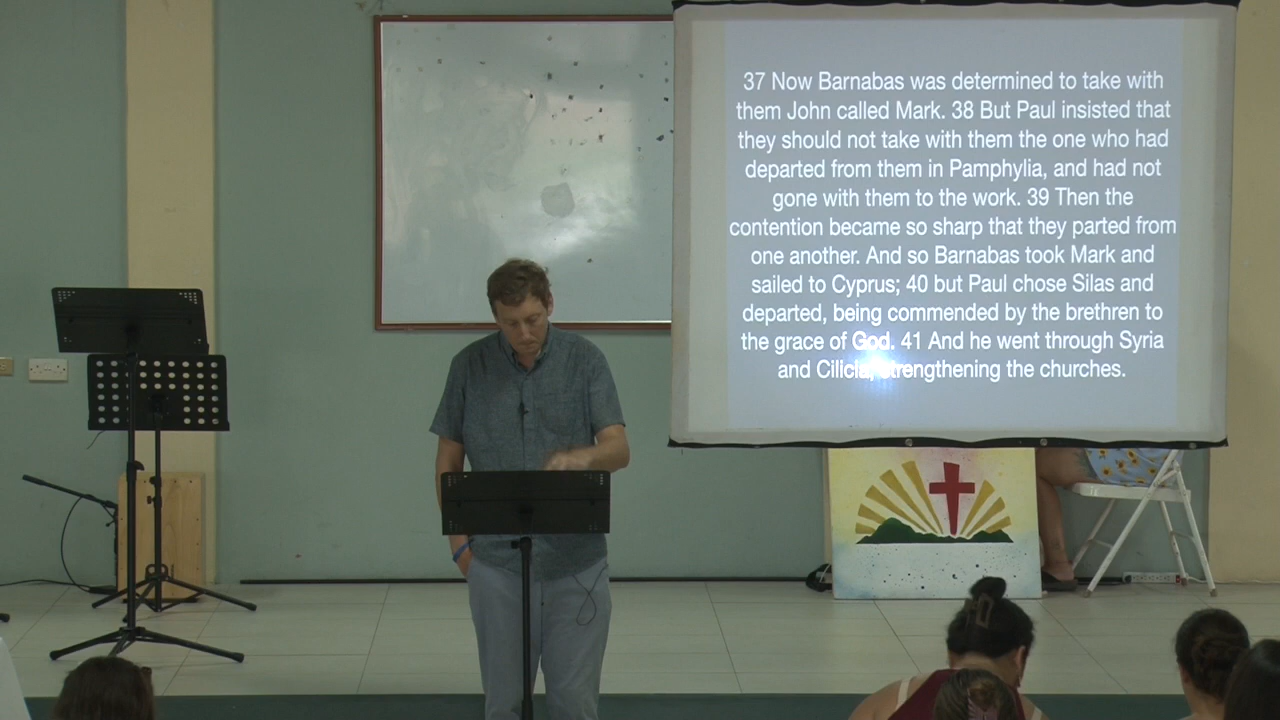 37 Now Barnabas was determined to take with
them John called Mark. 38 But Paul insisted that
they should not take with them the one who had
departed from them in Pamphylia, and had not
gone with them to the work. 39 Then the
contention became so sharp that they parted from
one another. And so Barnabas took Mark and
sailed to Cyprus; 40 but Paul chose Silas and
departed, being commended by the brethren to
the grace of God. 41 And he went through Syria
and Cilicia, strengthening the churches.